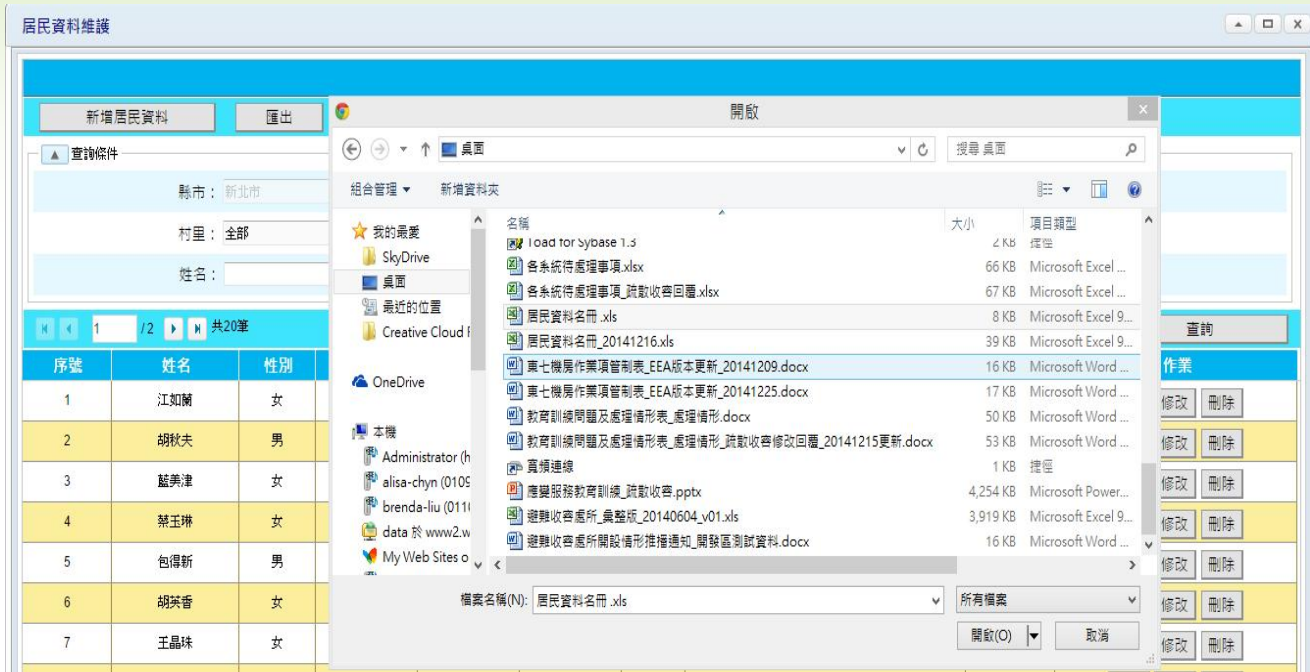 居民資料維護
新增居民資料 匯出
查詢條件
縣市： 新北市
村里： 全部
姓名：
1 /2 共20筆
查詢
序號 姓名 性別 作業
1 江如蘭 女 修改 刪除
2 胡秋夫 男 修改 刪除
3 藍美津 女 修改 刪除
4 蔡玉琳 女 修改 刪除
5 包得新 男 修改 刪除
6 胡英香 女 修改 刪除
7 王晶珠 女 修改 刪除
開啟
桌面 搜尋 桌面
組合管理 新增資料夾
我的最愛
SkyDrive
桌面
最近的位置
Creative Cloud F
OneDrive
本機
Administrator (h
alisa-chyn (0109
brenda-liu (011(
data 於 www2.w
My Web Sites o
名稱 大小 項目類型
Toad for Sybase 1.3 2 KB 捷徑
各系統待處理事項.xlsx 66 KB Microsoft Excel ...
各系統待處理事項_疏散收容回覆.xlsx 67 KB Microsoft Excel ...
居民資料名冊 .xls 8 KB Microsoft Excel 9...
居民資料名冊_20141216.xls 39 KB Microsoft Excel 9...
東七機房作業項管制表_EEA版本更新_20141209.docx 16 KB Microsoft Word ...
東七機房作業項管制表_EEA版本更新_20141225.docx 17 KB Microsoft Word ...
教育訓練問題及處理情形表_處理情形.docx 50 KB Microsoft Word ...
教育訓練問題及處理情形表_處理情形_疏散收容修改回覆_20141215更新.docx 53 KB Microsoft Word ...
寬頻連線 1 KB 捷徑
應變服務教育訓練_疏散收容.pptx 4,254 KB Microsoft Power...
避難收容處所_彙整版_20140604_v01.xls 3,919 KB Microsoft Excel 9...
避難收容處所開設情形推播通知_開發區測試資料.docx 16 KB Microsoft Word ...
檔案名稱(N): 居民資料名冊 .xls 所有檔案
開啟(O) 取消